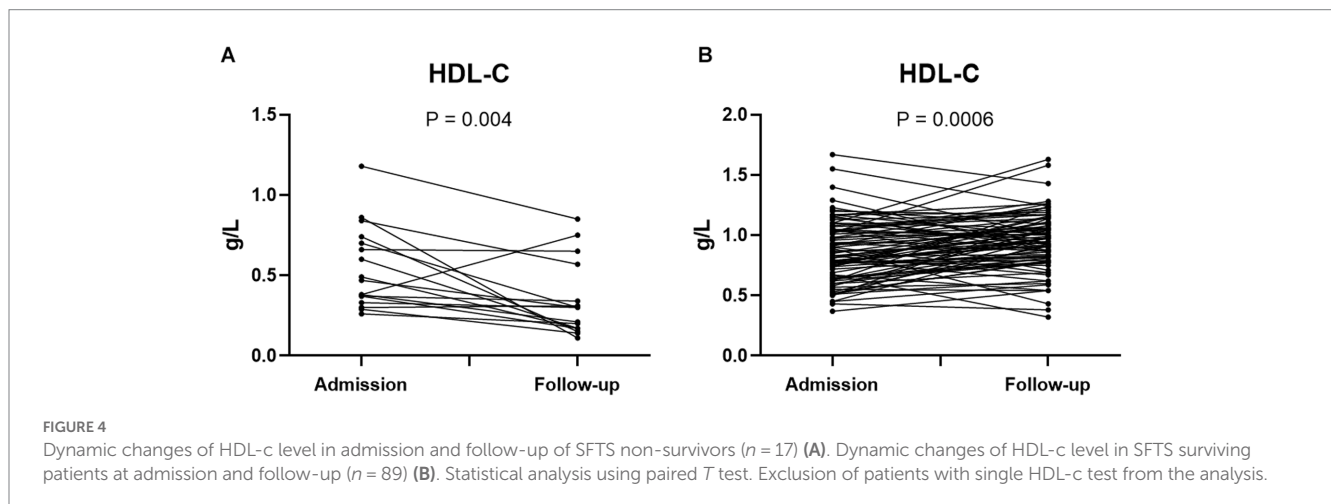 A
HDL-C
P = 0.004
g/L
1.5
1.0
0.5
0.0
Admission
Follow-up
B
HDL-C
P = 0.0006
g/L
2.0
1.5
1.0
0.5
0.0
Admission
Follow-up
FIGURE 4
Dynamic changes of HDL-c level in admission and follow-up of SFTS non-survivors (n = 17) (A). Dynamic changes of HDL-c level in SFTS surviving
patients at admission and follow-up (n = 89) (B). Statistical analysis using paired T test. Exclusion of patients with single HDL-c test from the analysis.